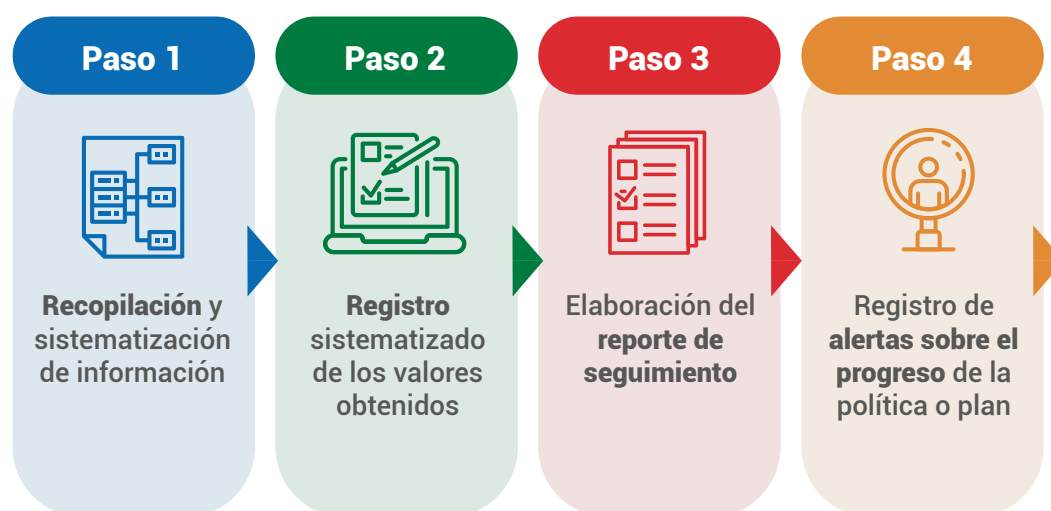 Paso 1
Recopilación y
sistematización
de información
Paso 2
Registro
sistematizado
de los valores
obtenidos
Paso 3
Elaboración del
reporte de
seguimiento
Paso 4
Registro de
alertas sobre el
progreso de la
política o plan